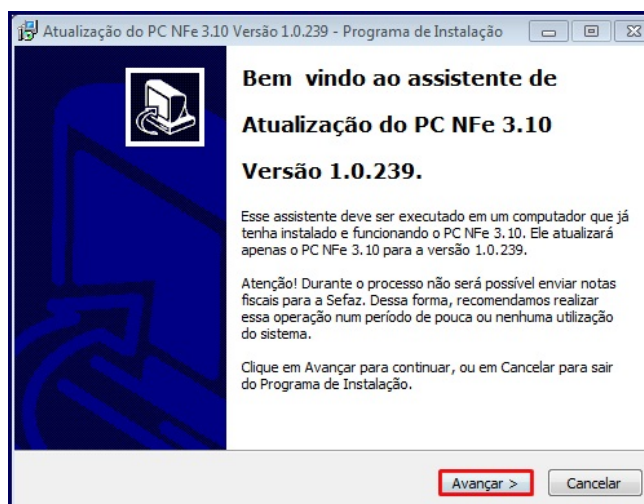 Atualização do PC NFe 3.10 Versão 1.0.239 - Programa de Instalação
Bem vindo ao assistente de
Atualização do PC NFe 3.10
Versão 1.0.239.
Esse assistente deve ser executado em um computador que já
tenha instalado e funcionando o PC NFe 3.10. Ele atualizará
apenas o PC NFe 3.10 para a versão 1.0.239.
Atenção! Durante o processo não será possível enviar notas
fiscais para a Sefaz. Dessa forma, recomendamos realizar
essa operação num período de pouca ou nenhuma utilização
do sistema.
Clique em Avançar para continuar, ou em Cancelar para sair
do Programa de Instalação.
Avançar > Cancelar